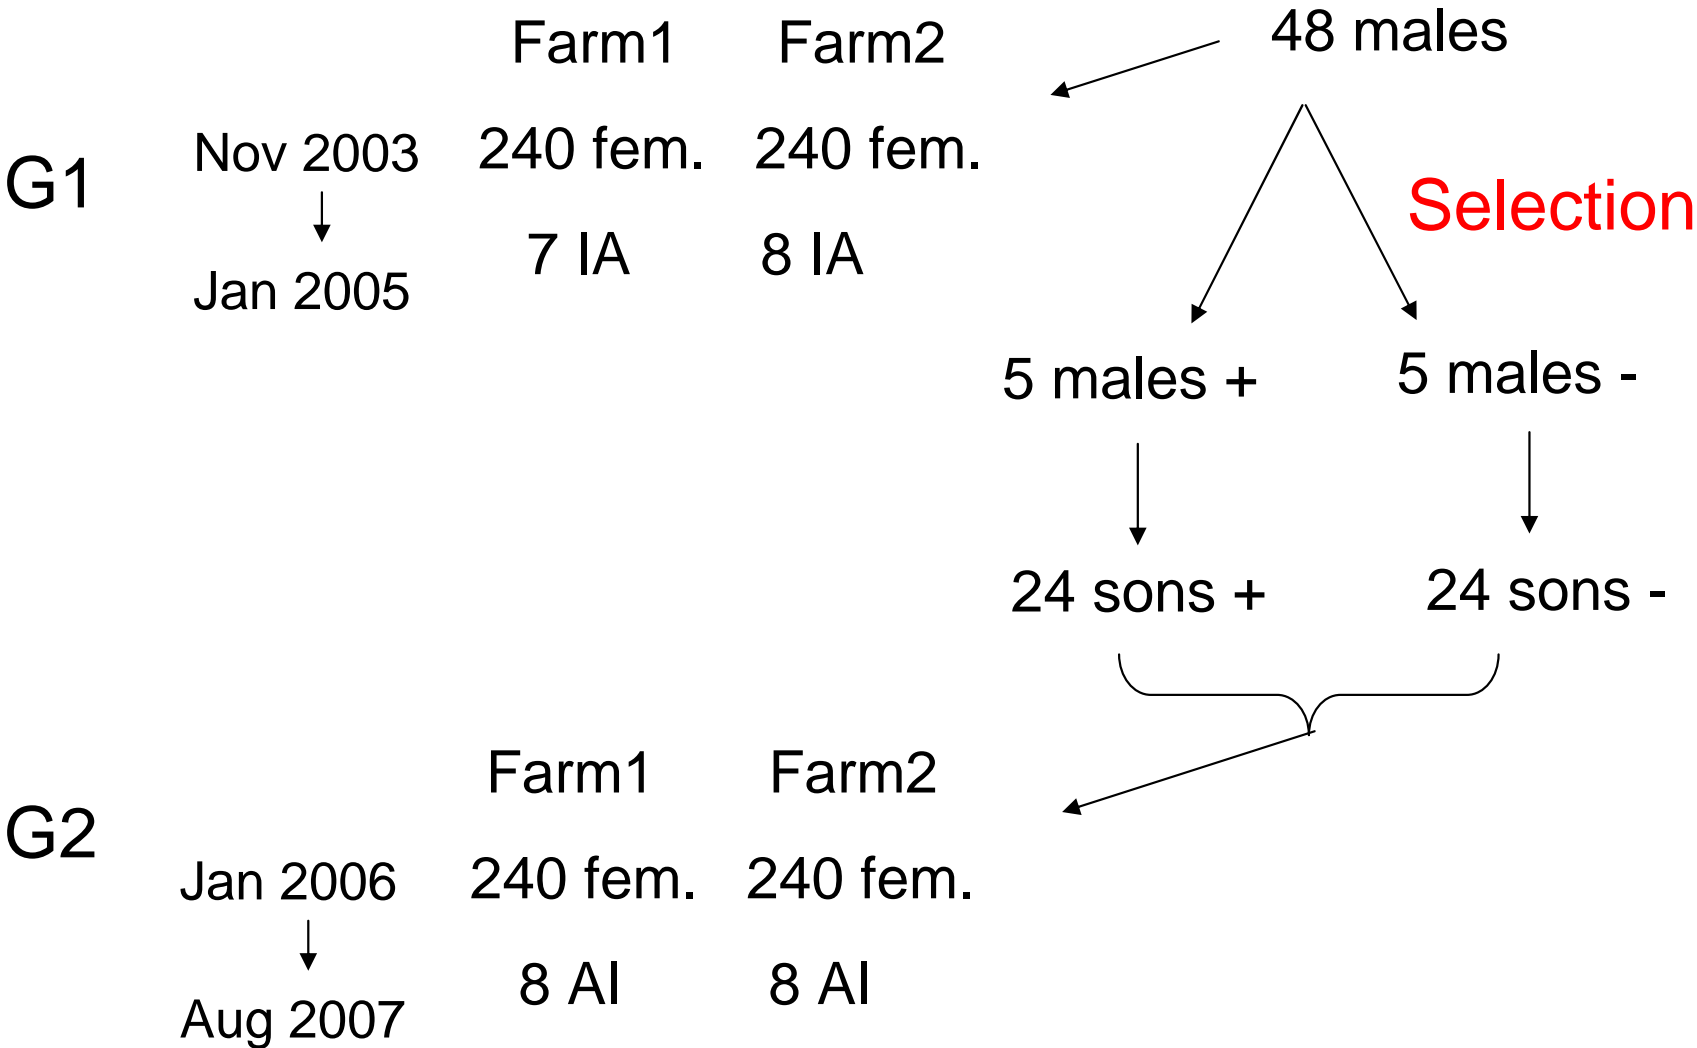 Farm1 Farm2 48 males
G1 Nov 2003 240 fem. 240 fem.
Selection
Jan 2005 7 IA 8 IA
5 males + 5 males -
24 sons + 24 sons -
Farm1 Farm2
G2 Jan 2006 240 fem. 240 fem.
Aug 2007 8 AI 8 AI